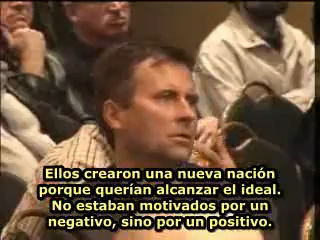 Ellos crearon una nueva nación
porque querían alcanzar el ideal.
No estaban motivados por un
negativo, sino por un positivo.